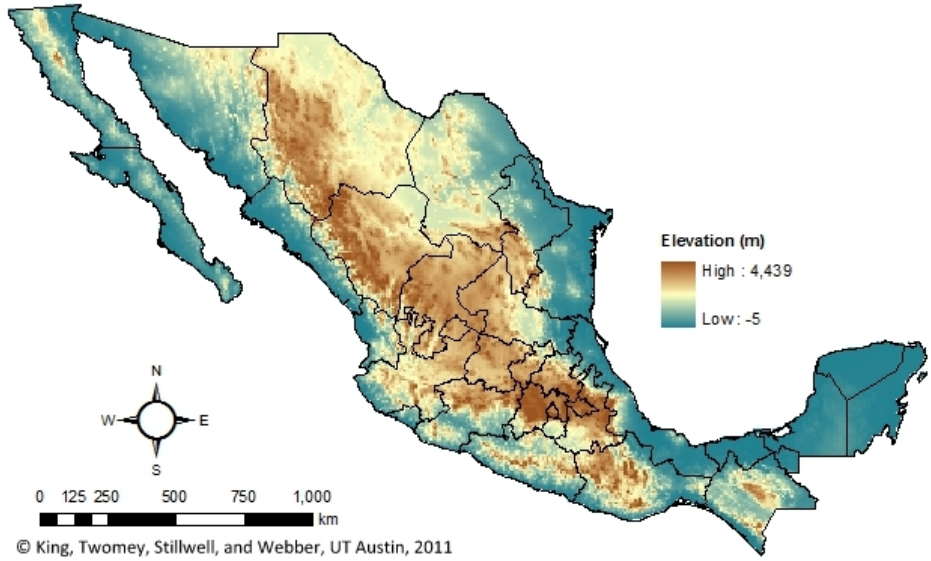 Elevation (m)
High : 4,439
Low : -5
N
W E
S
0 125 250 500 750 1,000
km
© King, Twomey, Stillwell, and Webber, UT Austin, 2011